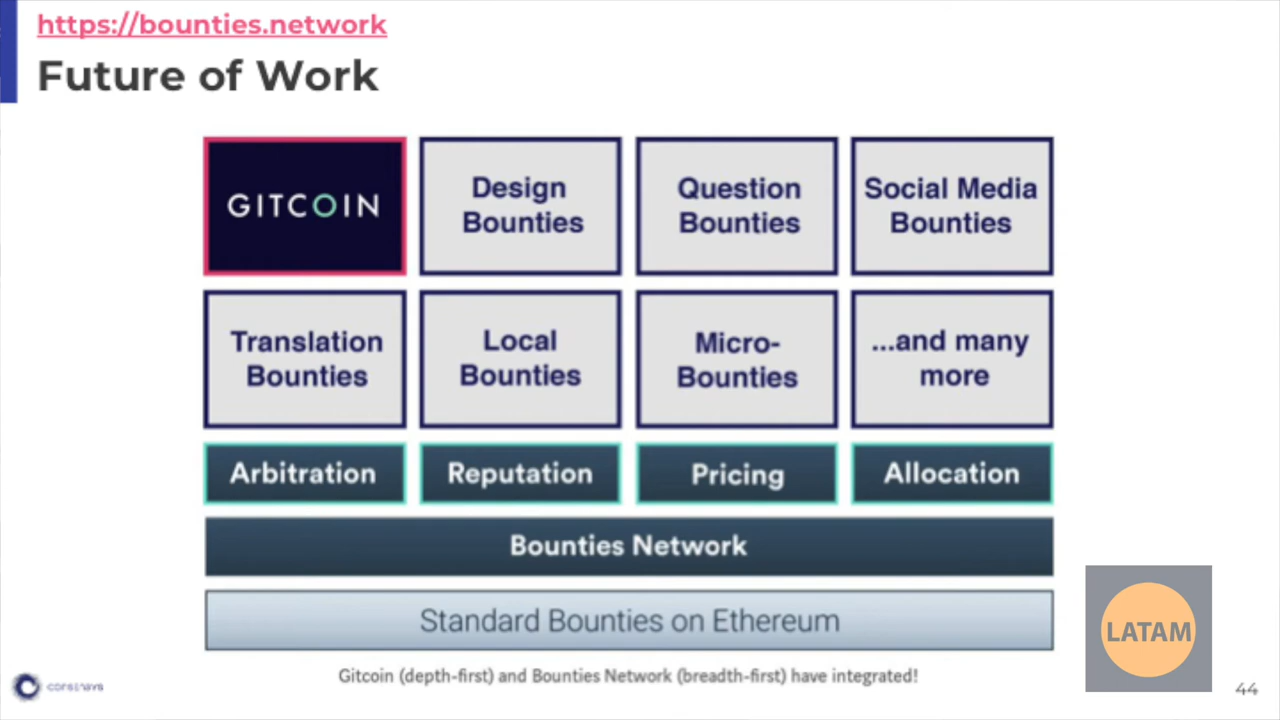 https://bounties.network
Future of Work
GITCOIN
Design
Bounties
Question
Bounties
Social Media
Bounties
Translation
Bounties
Local
Bounties
Micro-
Bounties
...and many
more
Arbitration
Reputation
Pricing
Allocation
Bounties Network
Standard Bounties on Ethereum
LATAM
Gitcoin (depth-first) and Bounties Network (breadth-first) have integrated!
44